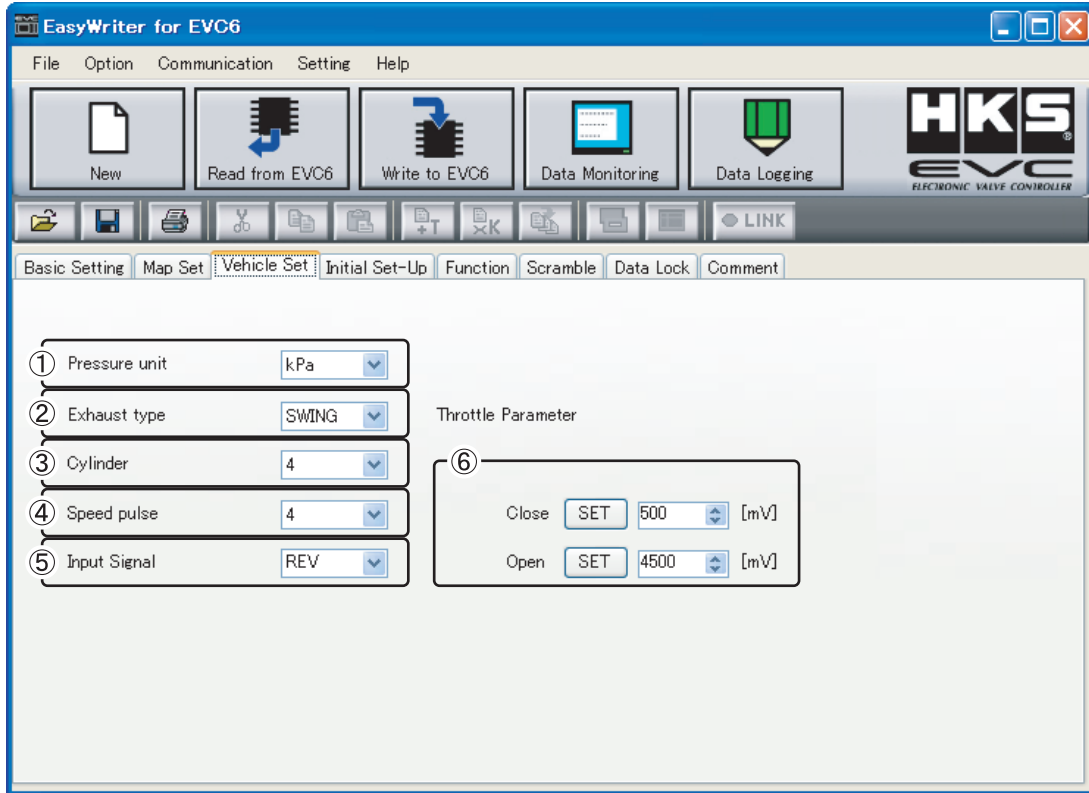 EasyWriter for EVC6
File Option Communication Setting Help
New
Read from EVC6
Write to EVC6
Data Monitoring
Data Logging
HKS
®
EVC
ELECTRONIC VALVE CONTROLLER
LINK
Basic Setting Map Set Vehicle Set Initial Set-Up Function Scramble Data Lock Comment
① Pressure unit kPa
② Exhaust type SWING
Throttle Parameter
③ Cylinder 4
④ Speed pulse 4
⑤ Input Signal REV
⑥
Close SET 500 [mV]
Open SET 4500 [mV]